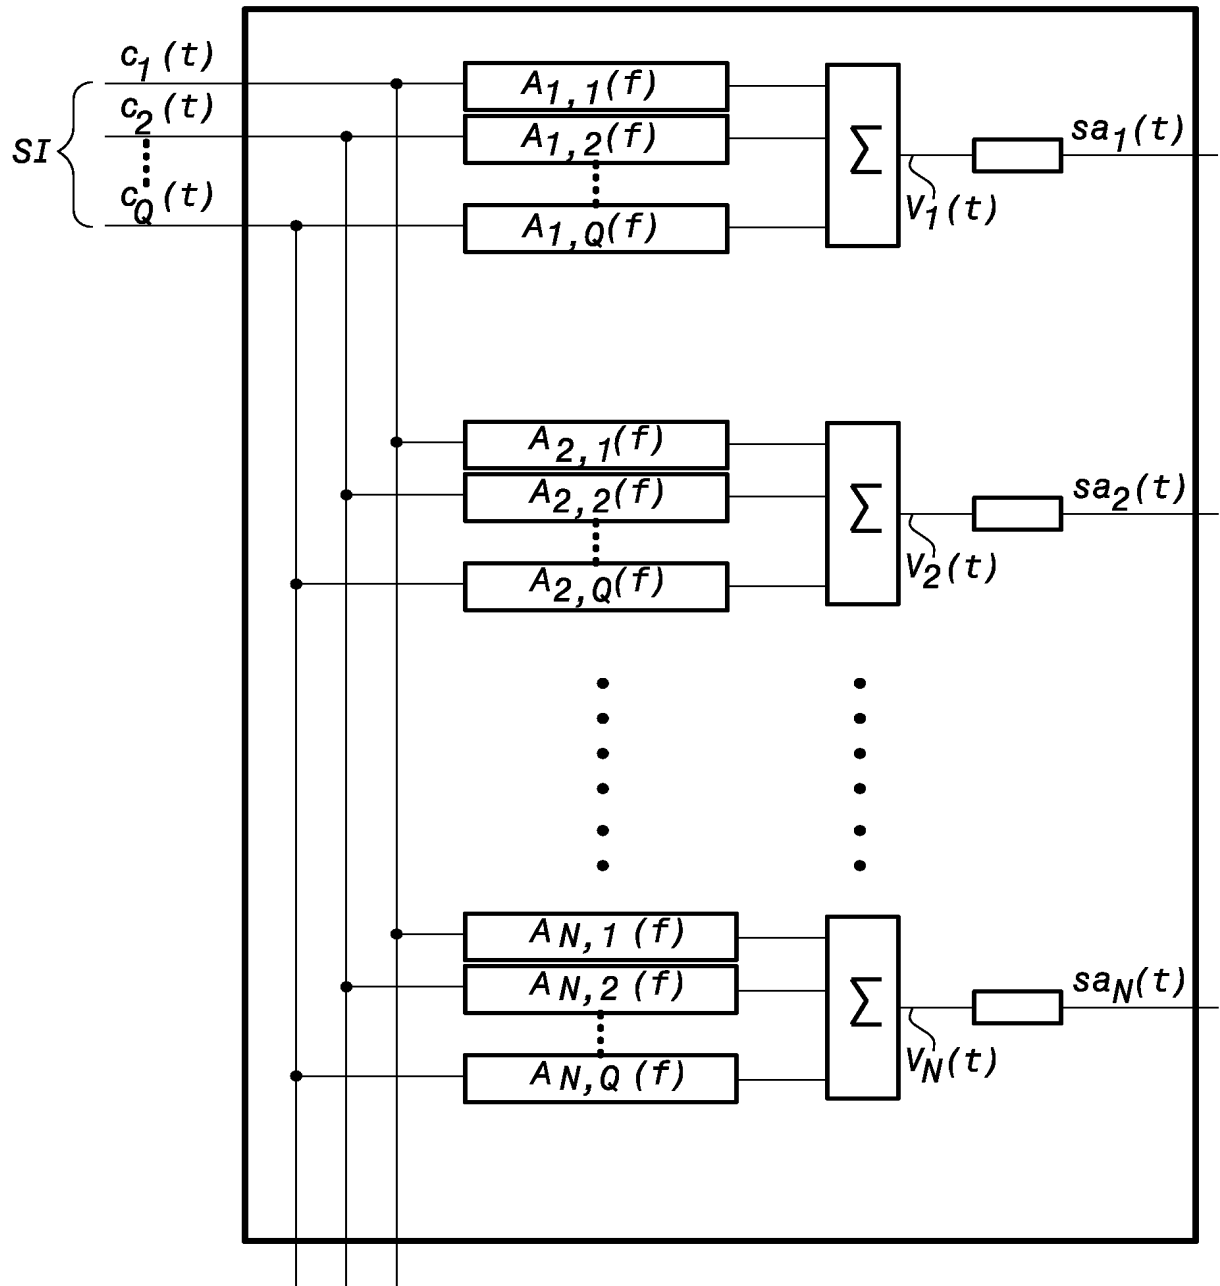 c1(t)
A1,1(f)
c2(t)
A1,2(f)
sa1(t)
SI
Σ
cQ(t)
A1,Q(f)
V1(t)
A2,1(f)
A2,2(f)
sa2(t)
Σ
A2,Q(f)
V2(t)
AN,1(f)
AN,2(f)
saN(t)
Σ
AN,Q(f)
VN(t)